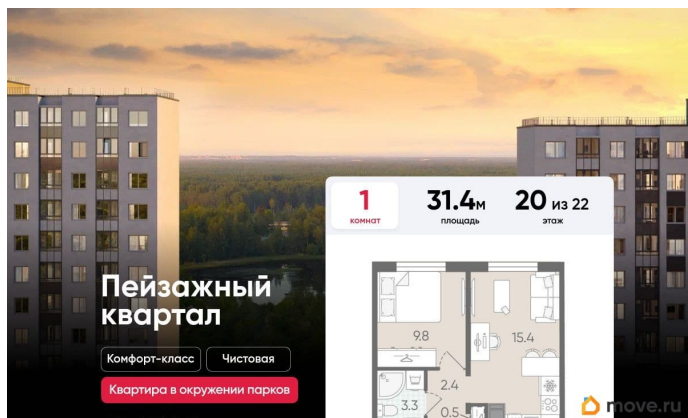 1
комнат
31.4м
площадь
20 из 22
этаж
Пейзажный
квартал
Комфорт-класс
Чистовая
Квартира в окружении парков
9.8
15.4
2.4
3.3
0.5
move.ru